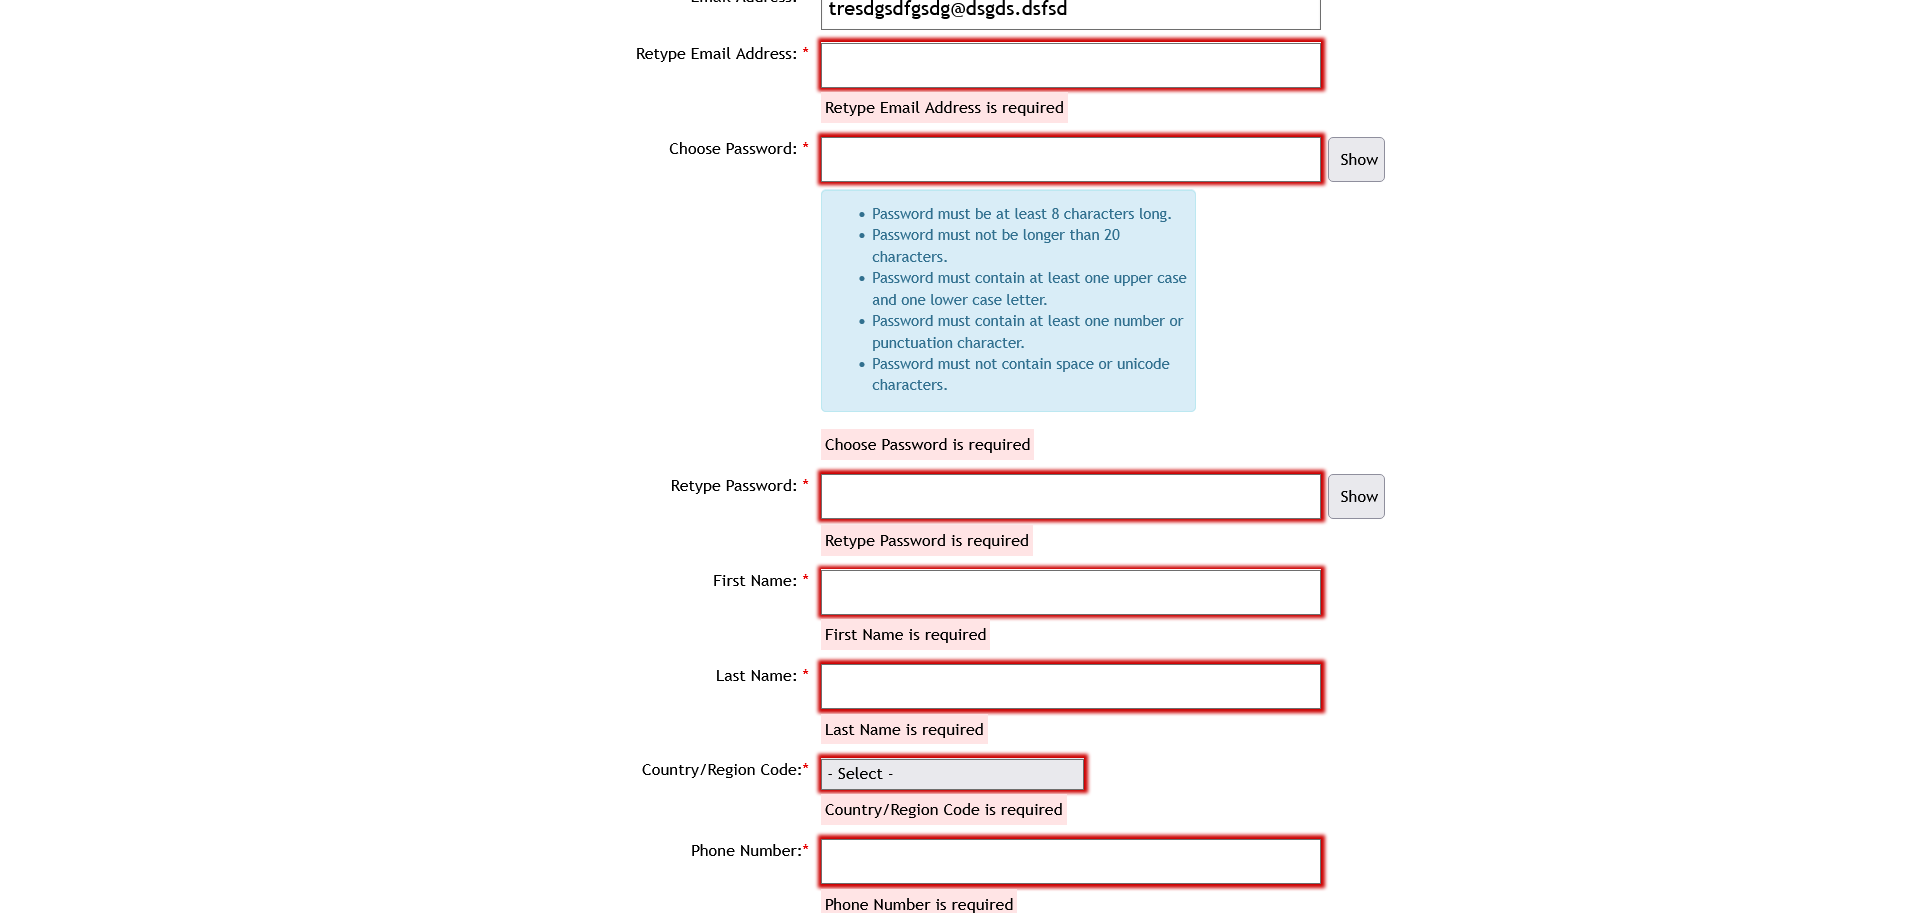 Email Address:
tresdgsdfgsdg@dsgds.dsfsd
Retype Email Address: *
Retype Email Address is required
Choose Password: *
Show
• Password must be at least 8 characters long.
• Password must not be longer than 20
characters.
• Password must contain at least one upper case
and one lower case letter.
• Password must contain at least one number or
punctuation character.
• Password must not contain space or unicode
characters.
Choose Password is required
Retype Password: *
Show
Retype Password is required
First Name: *
First Name is required
Last Name: *
Last Name is required
Country/Region Code:*
- Select -
Country/Region Code is required
Phone Number:*
Phone Number is required